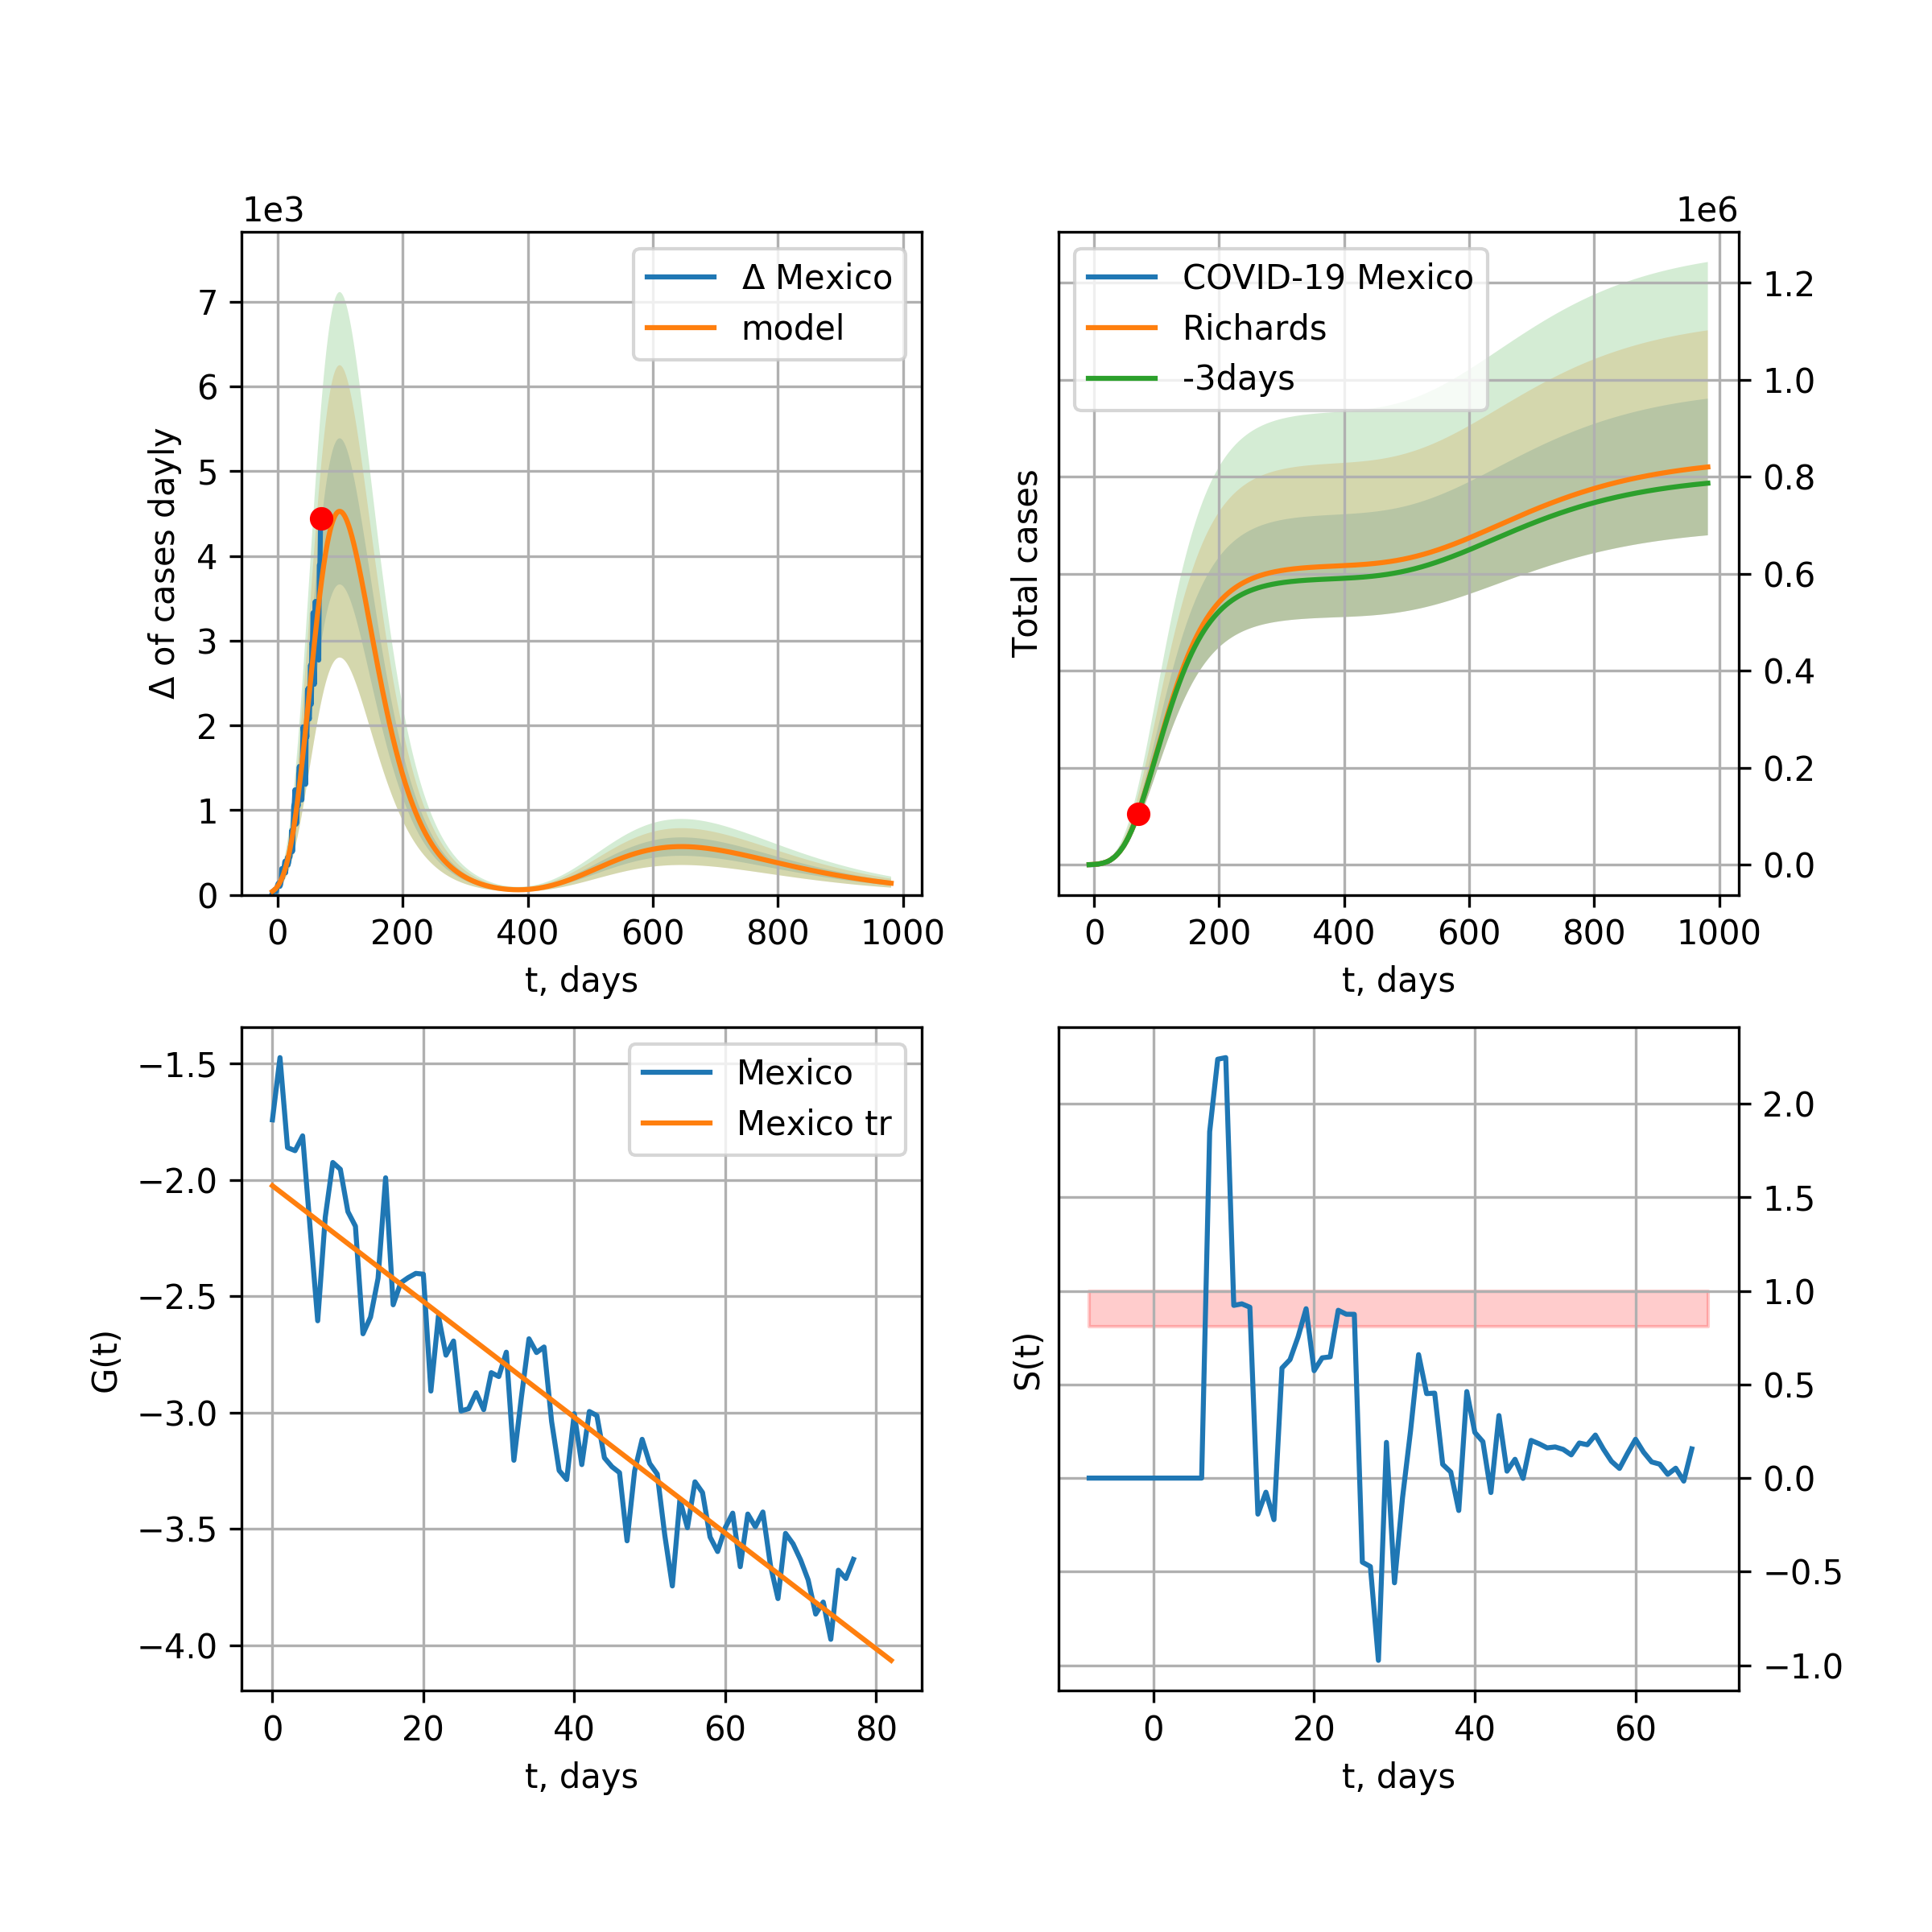 1e3
Δ Mexico
model
7
6
5
4
3
2
1
0
Δ of cases dayly
0 200 400 600 800 1000
t, days
1e6
COVID-19 Mexico
Richards
-3days
1.2
1.0
0.8
0.6
0.4
0.2
0.0
Total cases
0 200 400 600 800 1000
t, days
Mexico
Mexico tr
−1.5
−2.0
−2.5
−3.0
−3.5
−4.0
G(t)
0 20 40 60 80
t, days
2.0
1.5
1.0
0.5
0.0
−0.5
−1.0
S(t)
0 20 40 60
t, days